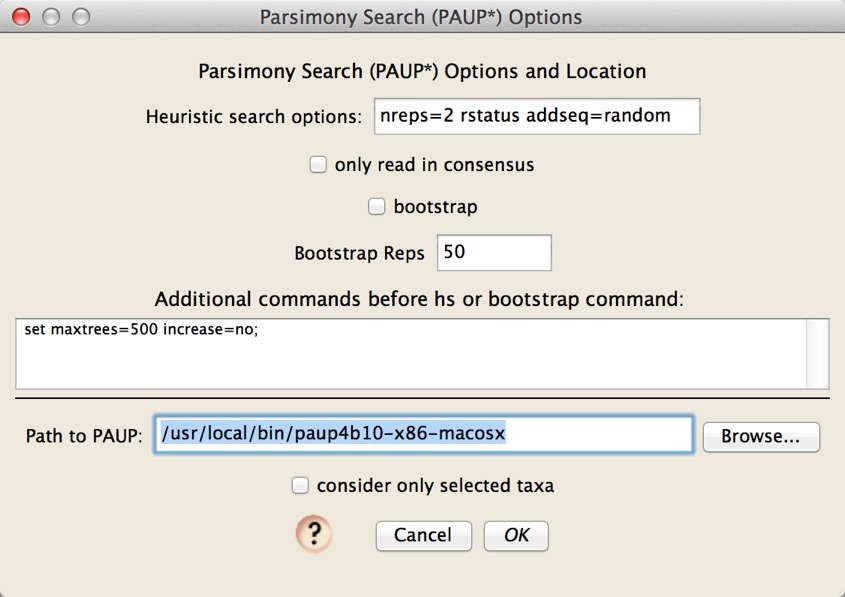 Parsimony Search (PAUP*) Options
Parsimony Search (PAUP*) Options and Location
Heuristic search options: nreps=2 rstatus addseq=random
only read in consensus
bootstrap
Bootstrap Reps 50
Additional commands before hs or bootstrap command:
set maxtrees=500 increase=no;
Path to PAUP: /usr/local/bin/paup4b10-x86-macosx Browse...
consider only selected taxa
? Cancel OK